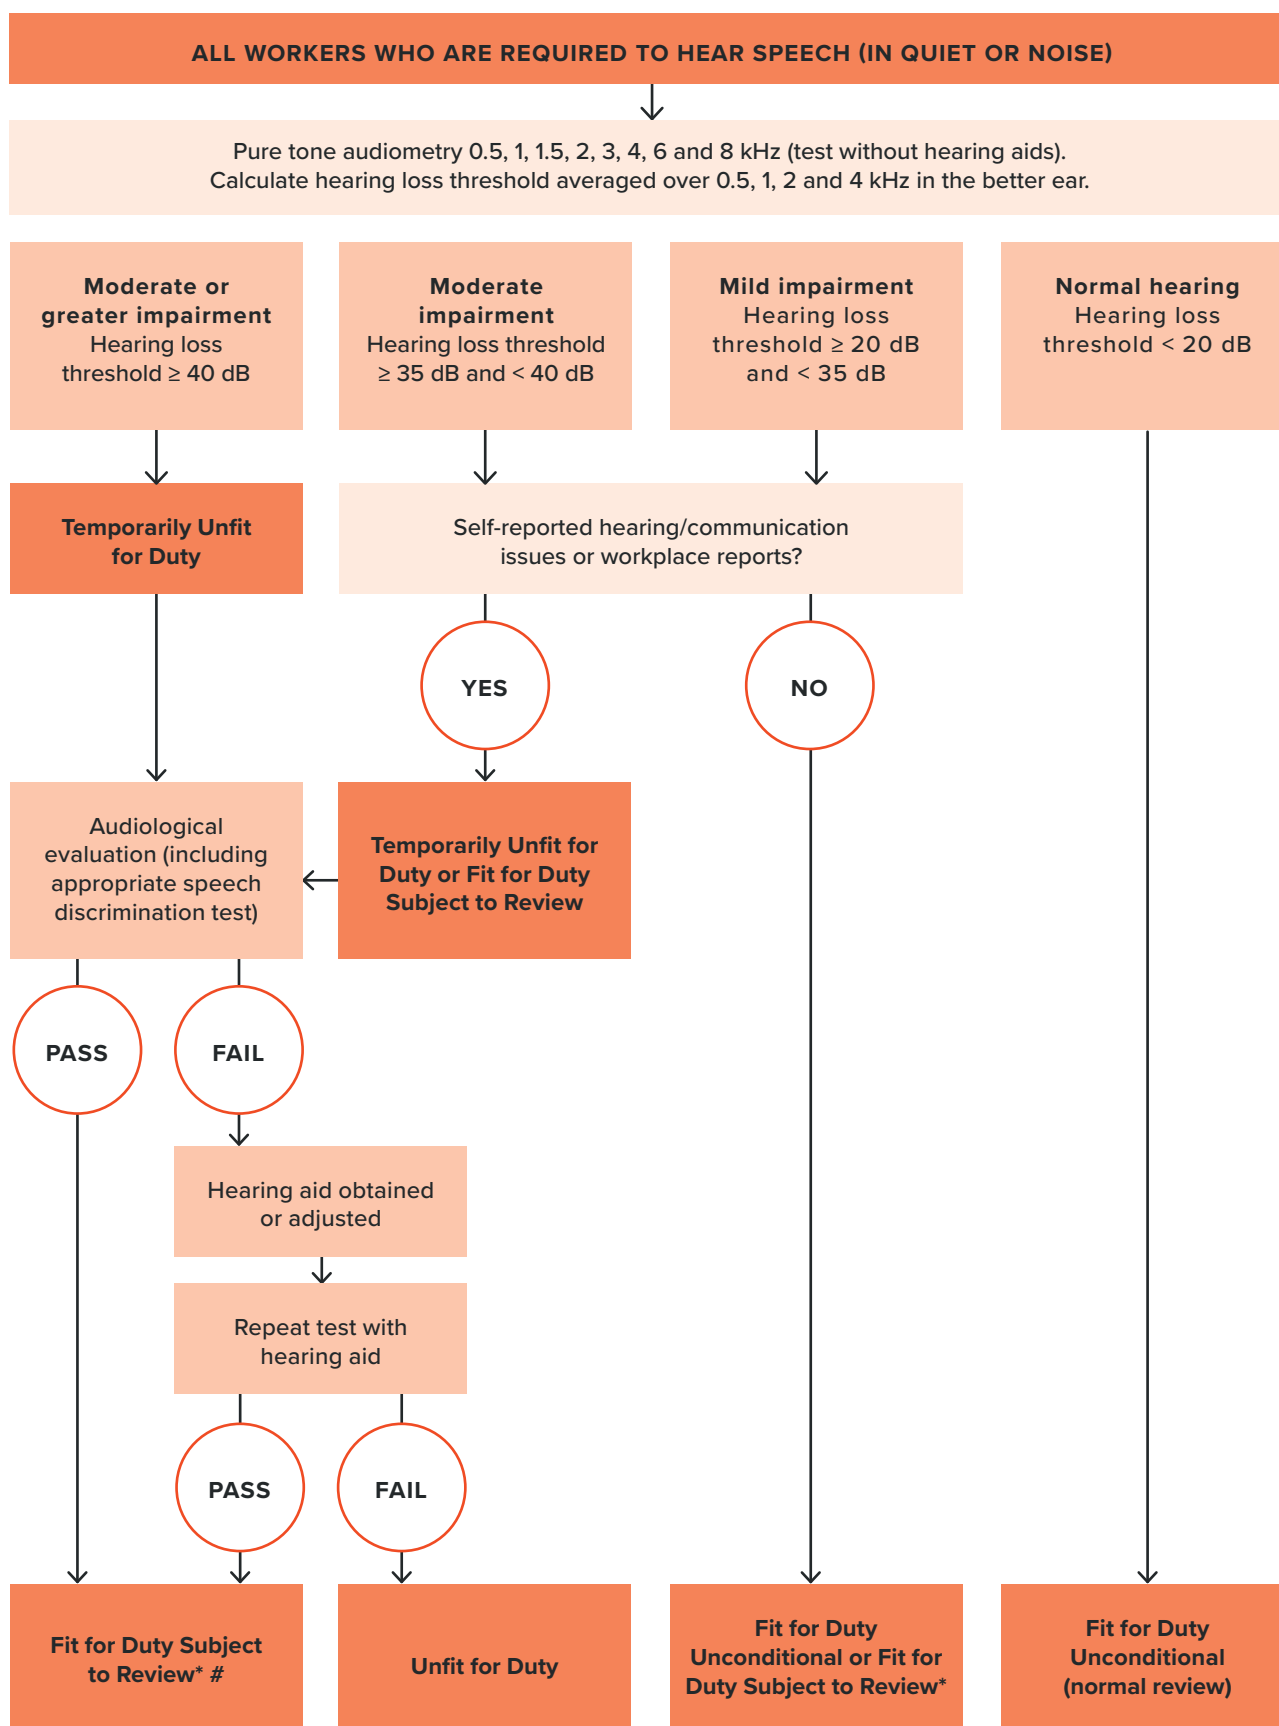 ALL WORKERS WHO ARE REQUIRED TO HEAR SPEECH (IN QUIET OR NOISE)
Pure tone audiometry 0.5, 1, 1.5, 2, 3, 4, 6 and 8 kHz (test without hearing aids).
Calculate hearing loss threshold averaged over 0.5, 1, 2 and 4 kHz in the better ear.
Moderate or
greater impairment
Hearing loss
threshold ≥ 40 dB
Moderate
impairment
Hearing loss threshold
≥ 35 dB and < 40 dB
Mild impairment
Hearing loss
threshold ≥ 20 dB
and < 35 dB
Normal hearing
Hearing loss
threshold < 20 dB
Temporarily Unfit
for Duty
Self-reported hearing/communication
issues or workplace reports?
YES
NO
Audiological
evaluation (including
appropriate speech
discrimination test)
Temporarily Unfit for
Duty or Fit for Duty
Subject to Review
PASS
FAIL
Hearing aid obtained
or adjusted
Repeat test with
hearing aid
PASS
FAIL
Fit for Duty Subject
to Review* #
Unfit for Duty
Fit for Duty
Unconditional or Fit for
Duty Subject to Review*
Fit for Duty
Unconditional
(normal review)